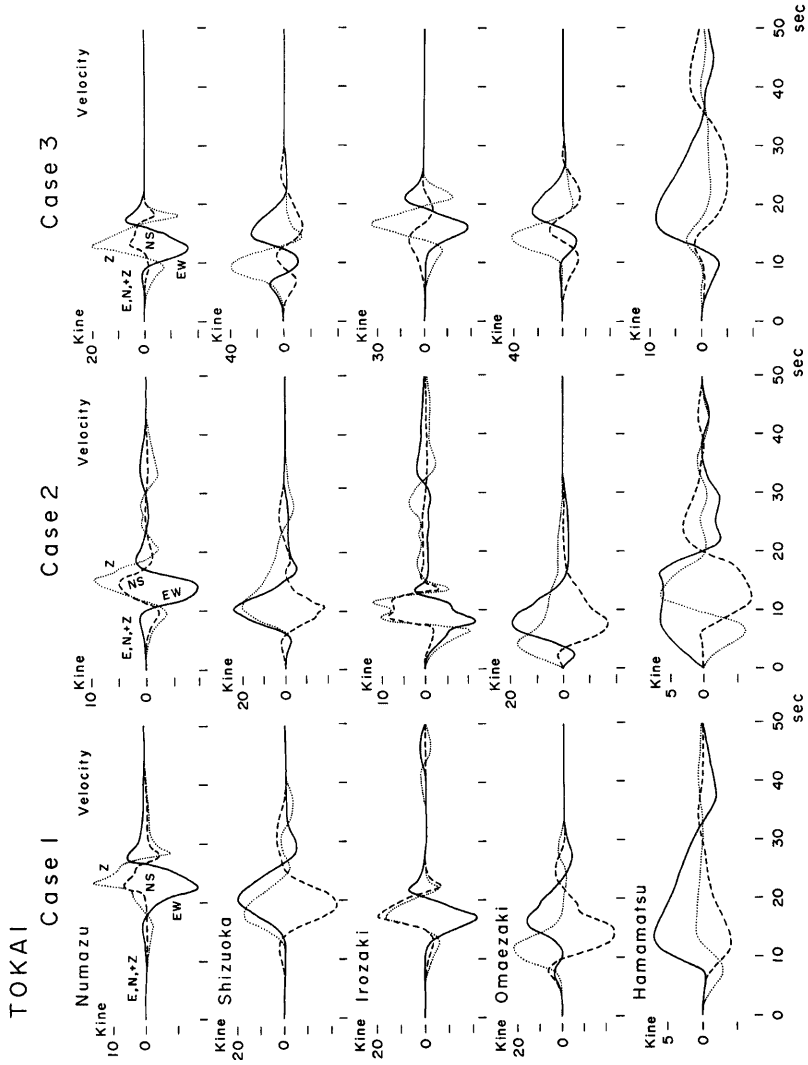 TOKAI
Case 1
Case 2
Case 3
Numazu
Velocity
Velocity
Velocity
Kine
10
0
E,N,+Z
Z
NS
EW
Kine
10
0
E,N,+Z
Z
NS
EW
Kine
20
0
E,N,+Z
Z
NS
EW
Shizuoka
Kine
20
0
Kine
20
0
Kine
40
0
Irozaki
Kine
20
0
Kine
10
0
Kine
30
0
Omaezaki
Kine
20
0
Kine
20
0
Kine
40
0
Hamamatsu
Kine
5
0
Kine
5
0
Kine
10
0
0 10 20 30 40 50
sec
0 10 20 30 40 50
sec
0 10 20 30 40 50
sec